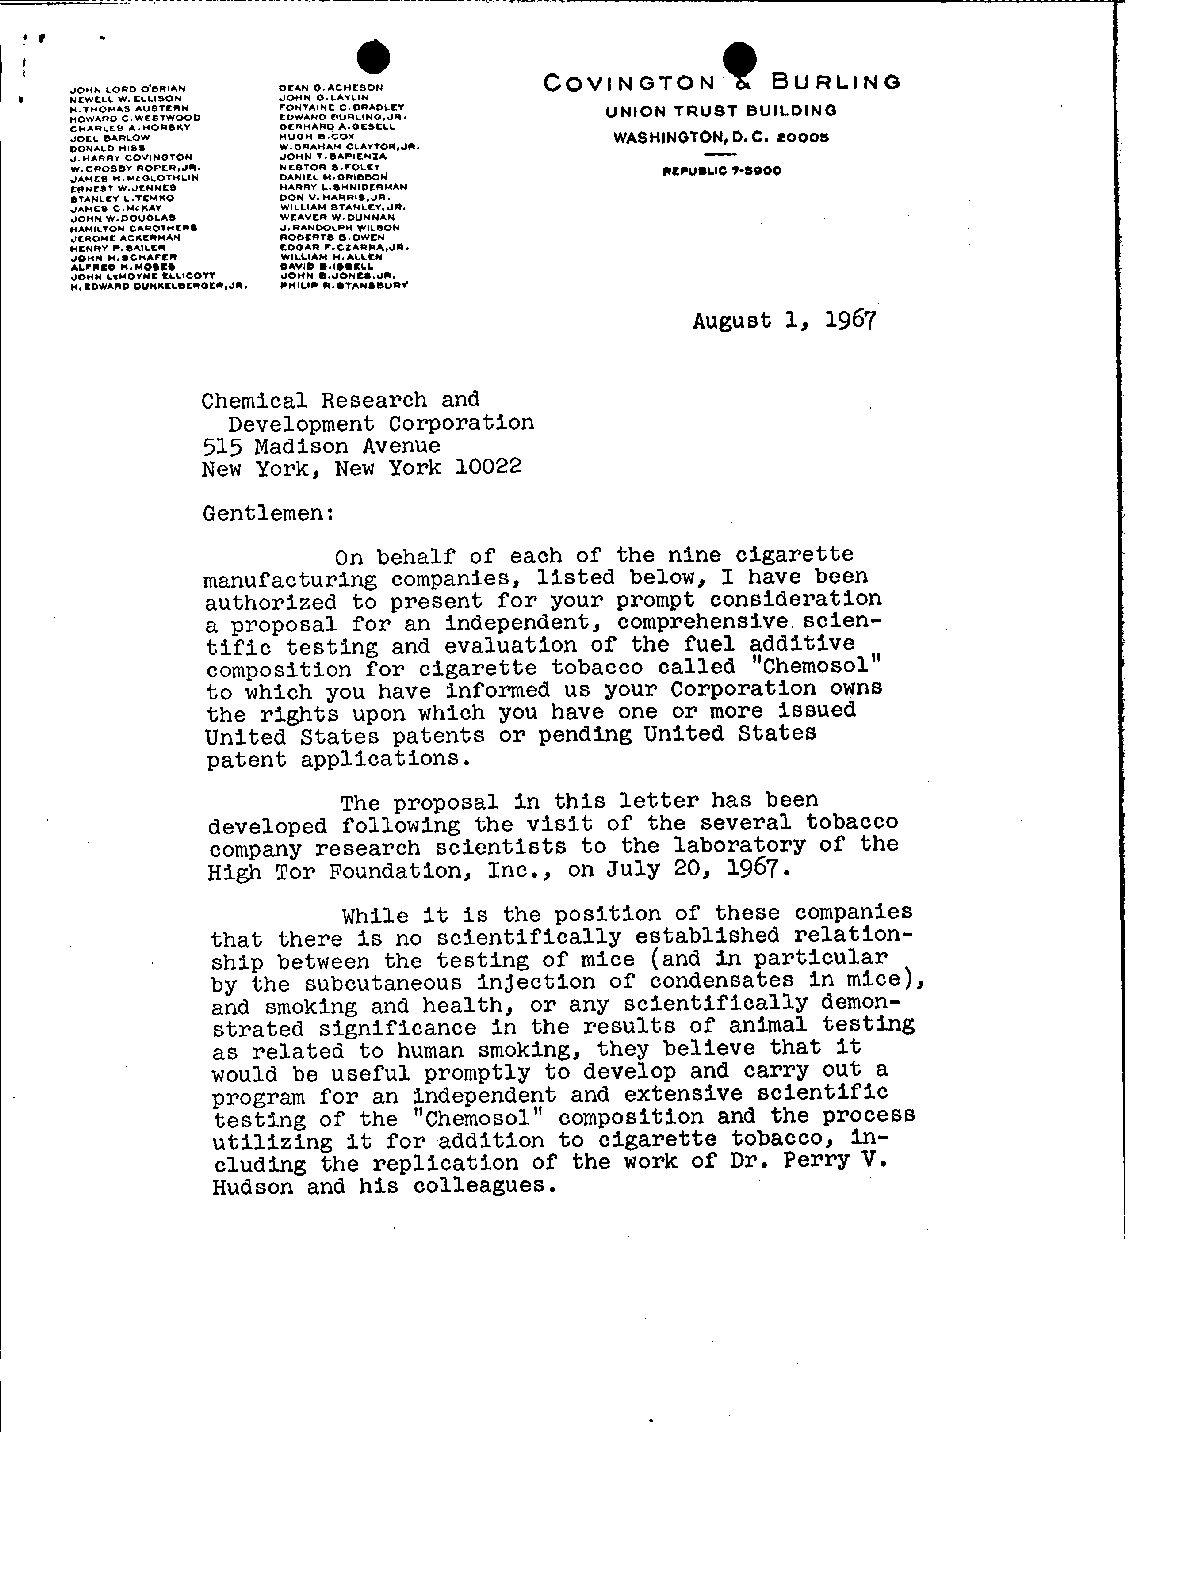 COVINGTON & BURLING
UNION TRUST BUILDING
WASHINGTON, D. C. 20005
REPUBLIC 7-5900
JOHN LORD O'BRIAN
NEWELL W. ELLISON
H. THOMAS AUSTERN
HOWARD C. WESTWOOD
CHARLES A. HORSKY
JOEL BARLOW
DONALD HISS
J. HARRY COVINGTON
W. CROSBY ROPER, JR.
JAMES H. McGLOTHLIN
ERNEST W. JENNES
STANLEY L. TEMKO
JAMES C. McKAY
JOHN W. DOUGLAS
HAMILTON CAROTHERS
JEROME ACKERMAN
HENRY P. SAILER
JOHN H. SCHAFER
ALFRED H. MOSES
JOHN LEMOYNE ELLICOTT
H. EDWARD DUNKELBERGER, JR.
DEAN G. ACHESON
JOHN G. LAYLIN
FONTAINE C. BRADLEY
EDWARD BURLING, JR.
GERHARD A. GESELL
HUGH B. COX
W. GRAHAM CLAYTOR, JR.
JOHN T. SAPIENZA
NESTOR S. FOLEY
DANIEL M. GRIBBON
HARRY L. SHNIDERMAN
DON V. HARRIS, JR.
WILLIAM STANLEY, JR.
WEAVER W. DUNNAN
J. RANDOLPH WILSON
ROBERTS B. OWEN
EDGAR F. CZARRA, JR.
WILLIAM H. ALLEN
DAVID B. ISBELL
JOHN B. JONES, JR.
PHILIP R. STANSBURY
August 1, 1967
Chemical Research and
Development Corporation
515 Madison Avenue
New York, New York 10022
Gentlemen:
On behalf of each of the nine cigarette
manufacturing companies, listed below, I have been
authorized to present for your prompt consideration
a proposal for an independent, comprehensive scien-
tific testing and evaluation of the fuel additive
composition for cigarette tobacco called "Chemosol"
to which you have informed us your Corporation owns
the rights upon which you have one or more issued
United States patents or pending United States
patent applications.
The proposal in this letter has been
developed following the visit of the several tobacco
company research scientists to the laboratory of the
High Tor Foundation, Inc., on July 20, 1967.
While it is the position of these companies
that there is no scientifically established relation-
ship between the testing of mice (and in particular
by the subcutaneous injection of condensates in mice),
and smoking and health, or any scientifically demon-
strated significance in the results of animal testing
as related to human smoking, they believe that it
would be useful promptly to develop and carry out a
program for an independent and extensive scientific
testing of the "Chemosol" composition and the process
utilizing it for addition to cigarette tobacco, in-
cluding the replication of the work of Dr. Perry V.
Hudson and his colleagues.